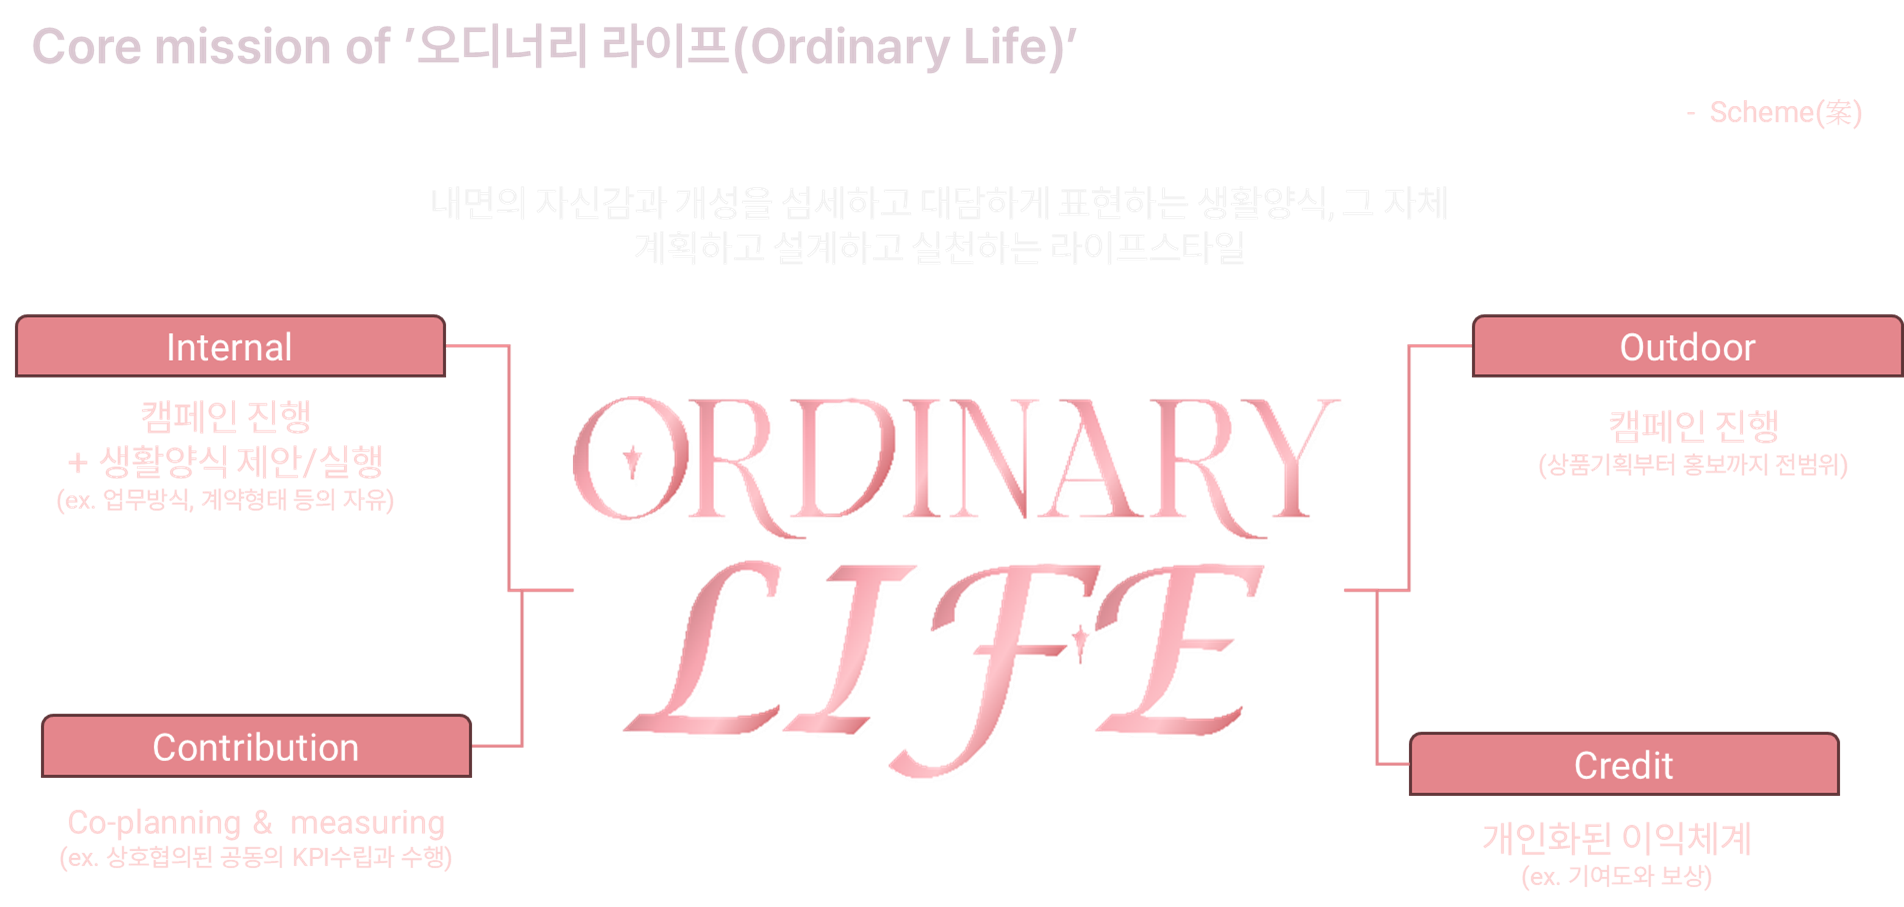 Core mission of ‘오디너리 라이프(Ordinary Life)’
- Scheme(案)
내면의 자신감과 개성을 섬세하고 대담하게 표현하는 생활양식, 그 자체
계획하고 설계하고 실천하는 라이프스타일
Internal
캠페인 진행
+ 생활양식 제안/실행
(ex. 업무방식, 계약형태 등의 자유)
Outdoor
캠페인 진행
(상품기획부터 홍보까지 전범위)
ORDINARY
LIFE
Contribution
Co-planning & measuring
(ex. 상호협의된 공동의 KPI수립과 수행)
Credit
개인화된 이익체계
(ex. 기여도와 보상)